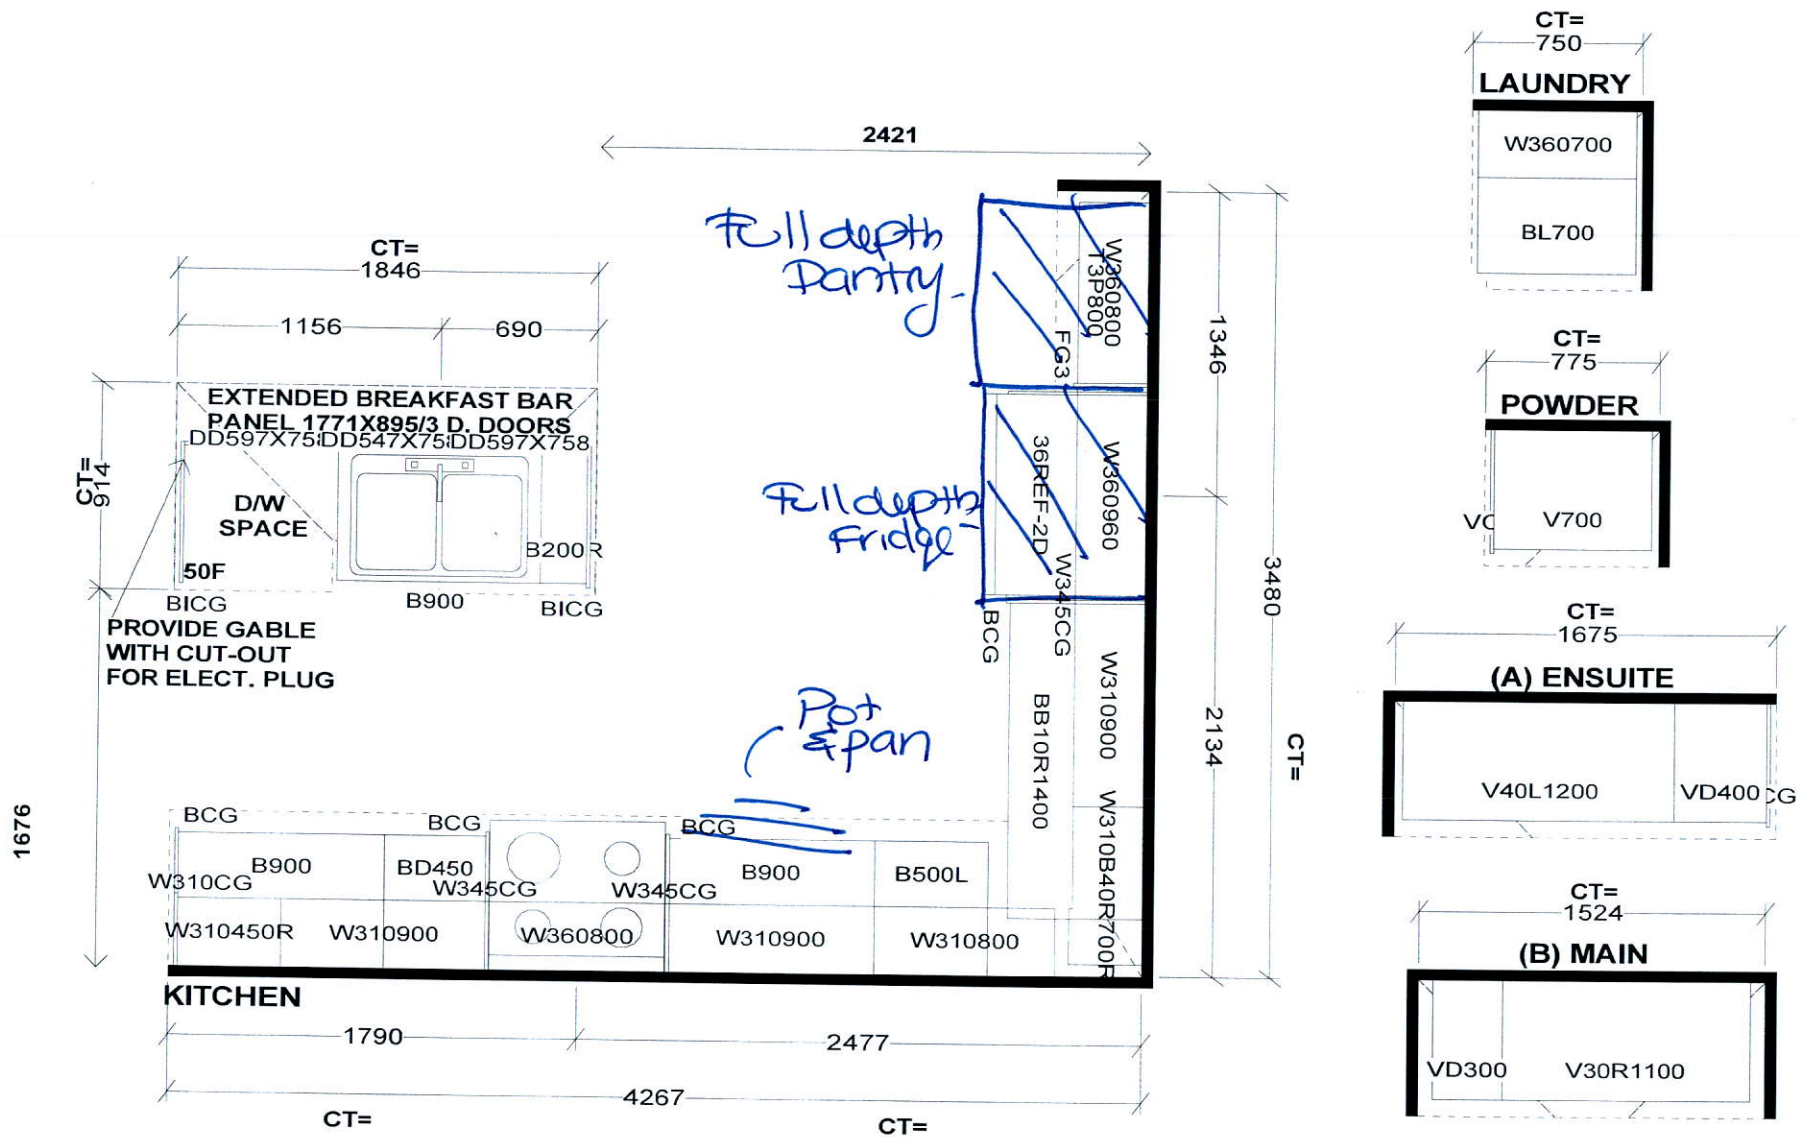 CT=
750
LAUNDRY
W360700
BL700
CT=
775
POWDER
VC
V700
CT=
1675
(A) ENSUITE
V40L1200
VD400
CG
CT=
1524
(B) MAIN
VD300
V30R1100
2421
Full depth
Pantry
W360800
T3P800
FG3
1346
CT=
1846
1156
690
EXTENDED BREAKFAST BAR
PANEL 1771X895/3 D. DOORS
DD597X758
DD547X758
DD597X758
CT=
914
D/W
SPACE
50F
B200R
BICG
B900
BICG
PROVIDE GABLE
WITH CUT-OUT
FOR ELECT. PLUG
Full depth
Fridge
36REF-2D
W360960
W345CG
BCG
3480
CT=
2134
W310900
BB10R1400
W310B40R700R
Pot
& pan
1676
BCG
BCG
BCG
B900
BD450
B900
B500L
W310CG
W345CG
W345CG
W310450R
W310900
W360800
W310900
W310800
KITCHEN
1790
2477
4267
CT=
CT=